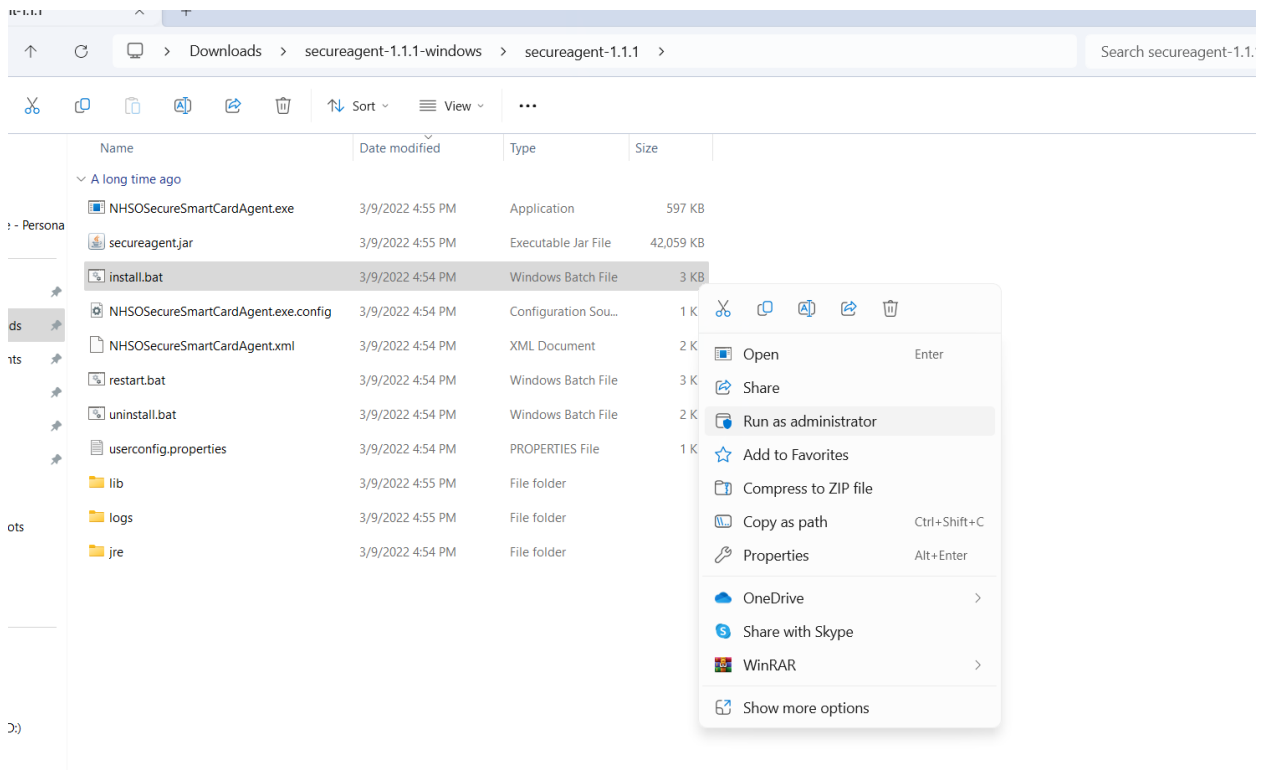 Downloads > secureagent-1.1.1-windows > secureagent-1.1.1 >
Search secureagent-1.1.
Sort
View
Name Date modified Type Size
A long time ago
NHSOSecureSmartCardAgent.exe 3/9/2022 4:55 PM Application 597 KB
secureagent.jar 3/9/2022 4:55 PM Executable Jar File 42,059 KB
install.bat 3/9/2022 4:54 PM Windows Batch File 3 KB
NHSOSecureSmartCardAgent.exe.config 3/9/2022 4:54 PM Configuration Sou... 1 K
NHSOSecureSmartCardAgent.xml 3/9/2022 4:54 PM XML Document 2 K
restart.bat 3/9/2022 4:54 PM Windows Batch File 3 K
uninstall.bat 3/9/2022 4:54 PM Windows Batch File 2 K
userconfig.properties 3/9/2022 4:54 PM PROPERTIES File 1 K
lib 3/9/2022 4:55 PM File folder
logs 3/9/2022 4:55 PM File folder
jre 3/9/2022 4:54 PM File folder
- Persona
ds
nts
ots
D:)
Open Enter
Share
Run as administrator
Add to Favorites
Compress to ZIP file
Copy as path Ctrl+Shift+C
Properties Alt+Enter
OneDrive
Share with Skype
WinRAR
Show more options